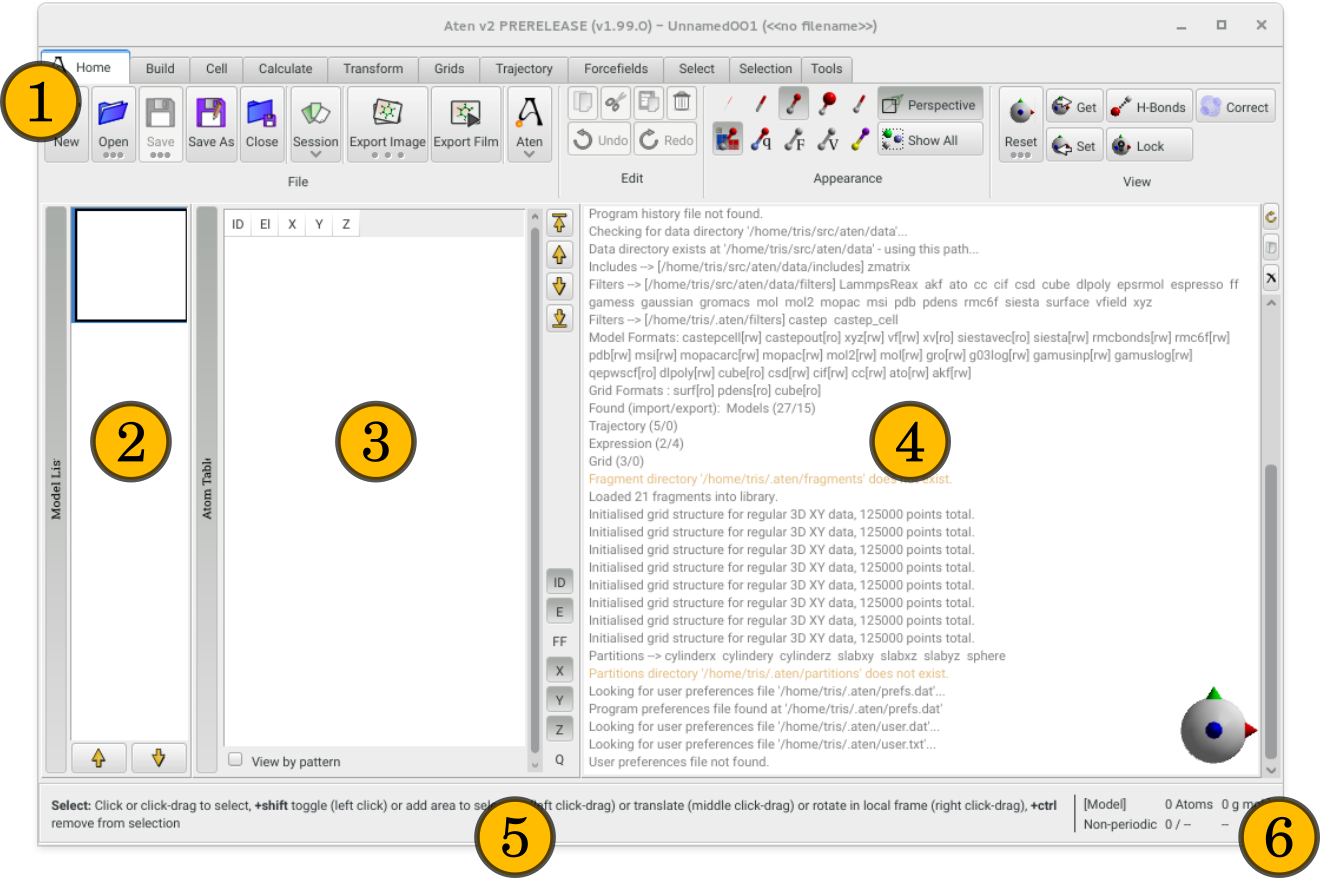 Aten v2 PRERELEASE (v1.99.0) - Unnamed001 (<<no filename>>)
Home Build Cell Calculate Transform Grids Trajectory Forcefields Select Selection Tools
1
New Open Save Save As Close Session Export Image Export Film Aten
Undo Redo
Perspective
q F V Show All
Reset Get H-Bonds Correct
Set Lock
File Edit Appearance View
Model Lis
2
Atom Table
ID El X Y Z
3
ID
E
FF
X
Y
Z
Q
View by pattern
Program history file not found.
Checking for data directory '/home/tris/src/aten/data'...
Data directory exists at '/home/tris/src/aten/data' - using this path...
Includes --> [/home/tris/src/aten/data/includes] zmatrix
Filters --> [/home/tris/src/aten/data/filters] LammpsReax akf ato cc cif csd cube dlpoly epsrmol espresso ff
gamess gaussian gromacs mol mol2 mopac msi pdb pdens rmc6f siesta surface vfield xyz
Filters --> [/home/tris/.aten/filters] castep castep_cell
Model Formats: castepcell[rw] castepout[ro] xyz[rw] vf[rw] xv[ro] siestavec[ro] siesta[rw] rmcbonds[rw] rmc6f[rw]
pdb[rw] msi[rw] mopacarc[rw] mopac[rw] mol2[rw] mol[rw] gro[rw] g03log[rw] gamusinp[rw] gamuslog[rw]
qepwscf[ro] dlpoly[rw] cube[ro] csd[rw] cif[rw] cc[rw] ato[rw] akf[rw]
Grid Formats : surf[ro] pdens[ro] cube[ro]
Found (import/export): Models (27/15)
Trajectory (5/0)
Expression (2/4)
Grid (3/0)
4
Fragment directory '/home/tris/.aten/fragments' does not exist.
Loaded 21 fragments into library.
Initialised grid structure for regular 3D XY data, 125000 points total.
Initialised grid structure for regular 3D XY data, 125000 points total.
Initialised grid structure for regular 3D XY data, 125000 points total.
Initialised grid structure for regular 3D XY data, 125000 points total.
Initialised grid structure for regular 3D XY data, 125000 points total.
Initialised grid structure for regular 3D XY data, 125000 points total.
Initialised grid structure for regular 3D XY data, 125000 points total.
Initialised grid structure for regular 3D XY data, 125000 points total.
Partitions --> cylinderx cylindery cylinderz slabxy slabxz slabyz sphere
Partitions directory '/home/tris/.aten/partitions' does not exist.
Looking for user preferences file '/home/tris/.aten/prefs.dat'...
Program preferences file found at '/home/tris/.aten/prefs.dat'
Looking for user preferences file '/home/tris/.aten/user.dat'...
Looking for user preferences file '/home/tris/.aten/user.txt'...
User preferences file not found.
Select: Click or click-drag to select, +shift toggle (left click) or add area to click-drag) or translate (middle click-drag) or rotate in local frame (right click-drag), +ctrl
remove from selection
5
[Model] 0 Atoms 0 g
Non-periodic 0 / -- --
6